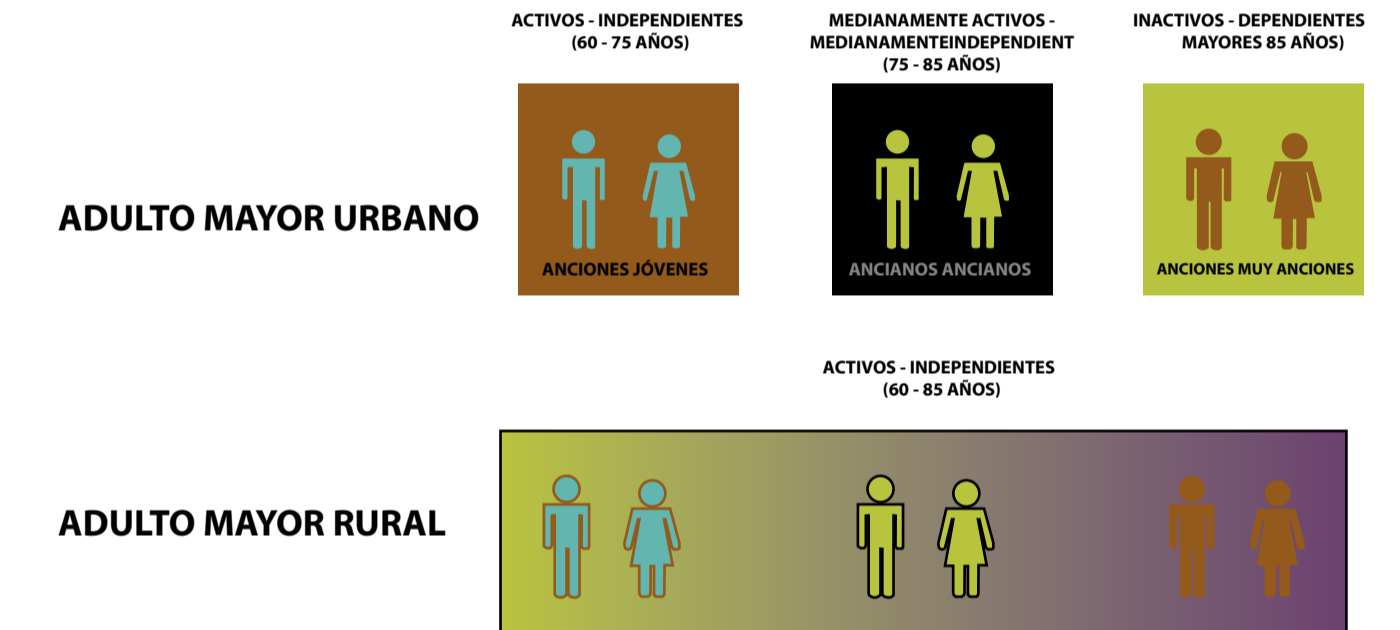 ACTIVOS - INDEPENDIENTES
(60 - 75 AÑOS)
MEDIANAMENTE ACTIVOS -
MEDIANAMENTEINDEPENDIENT
(75 - 85 AÑOS)
INACTIVOS - DEPENDIENTES
MAYORES 85 AÑOS)
ADULTO MAYOR URBANO
ANCIONES JÓVENES
ANCIANOS ANCIANOS
ANCIONES MUY ANCIONES
ACTIVOS - INDEPENDIENTES
(60 - 85 AÑOS)
ADULTO MAYOR RURAL